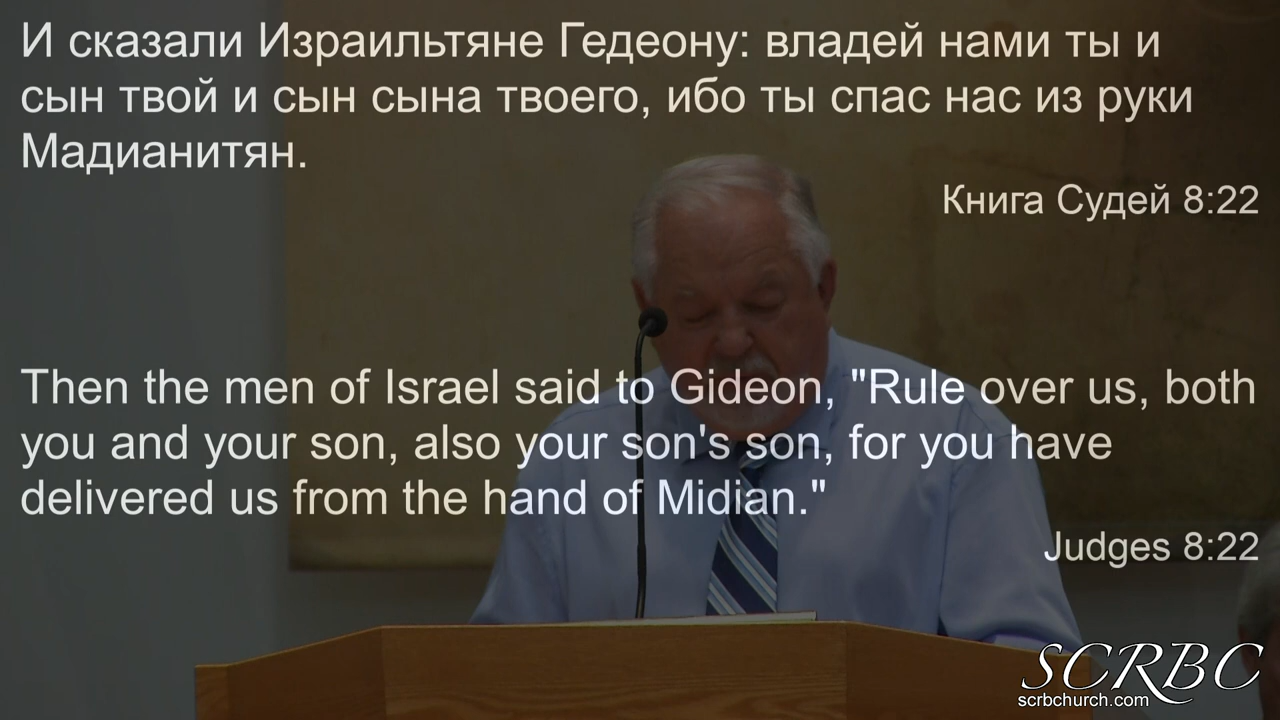 И сказали Израильтяне Гедеону: владей нами ты и
сын твой и сын сына твоего, ибо ты спас нас из руки
Мадианитян.
Книга Судей 8:22
Then the men of Israel said to Gideon, "Rule over us, both
you and your son, also your son's son, for you have
delivered us from the hand of Midian."
Judges 8:22
SCRBC
scrbchurch.com